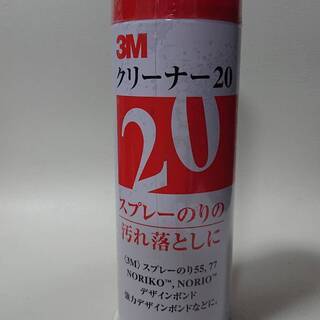 3M
クリーナー20
20
スプレーのりの
汚れ落としに
〈3M〉スプレーのり55, 77
NORIKO™, NORIO™
デザインボンド
強力デザインボンドなどに。